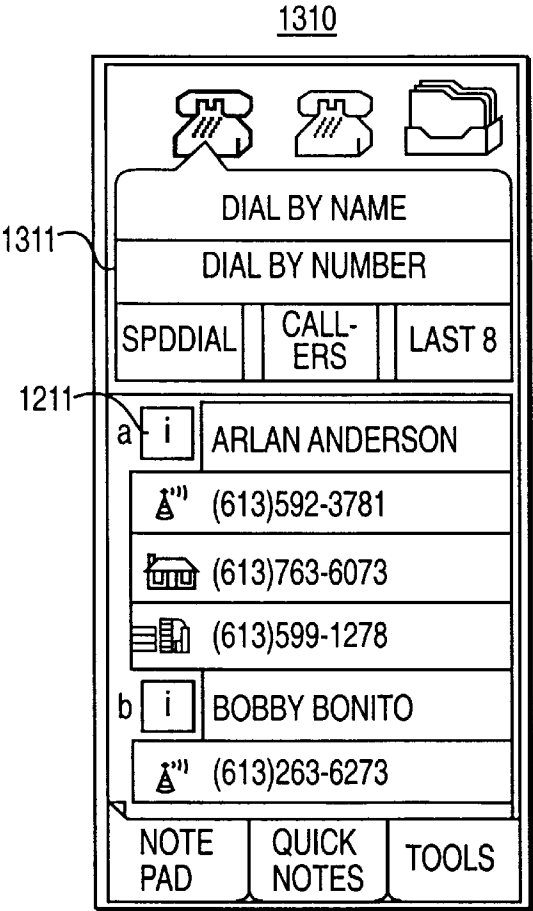 1310
DIAL BY NAME
1311
DIAL BY NUMBER
SPDDIAL
CALL-
ERS
LAST 8
1211
a i ARLAN ANDERSON
(613)592-3781
(613)763-6073
(613)599-1278
b i BOBBY BONITO
(613)263-6273
NOTE
PAD
QUICK
NOTES
TOOLS